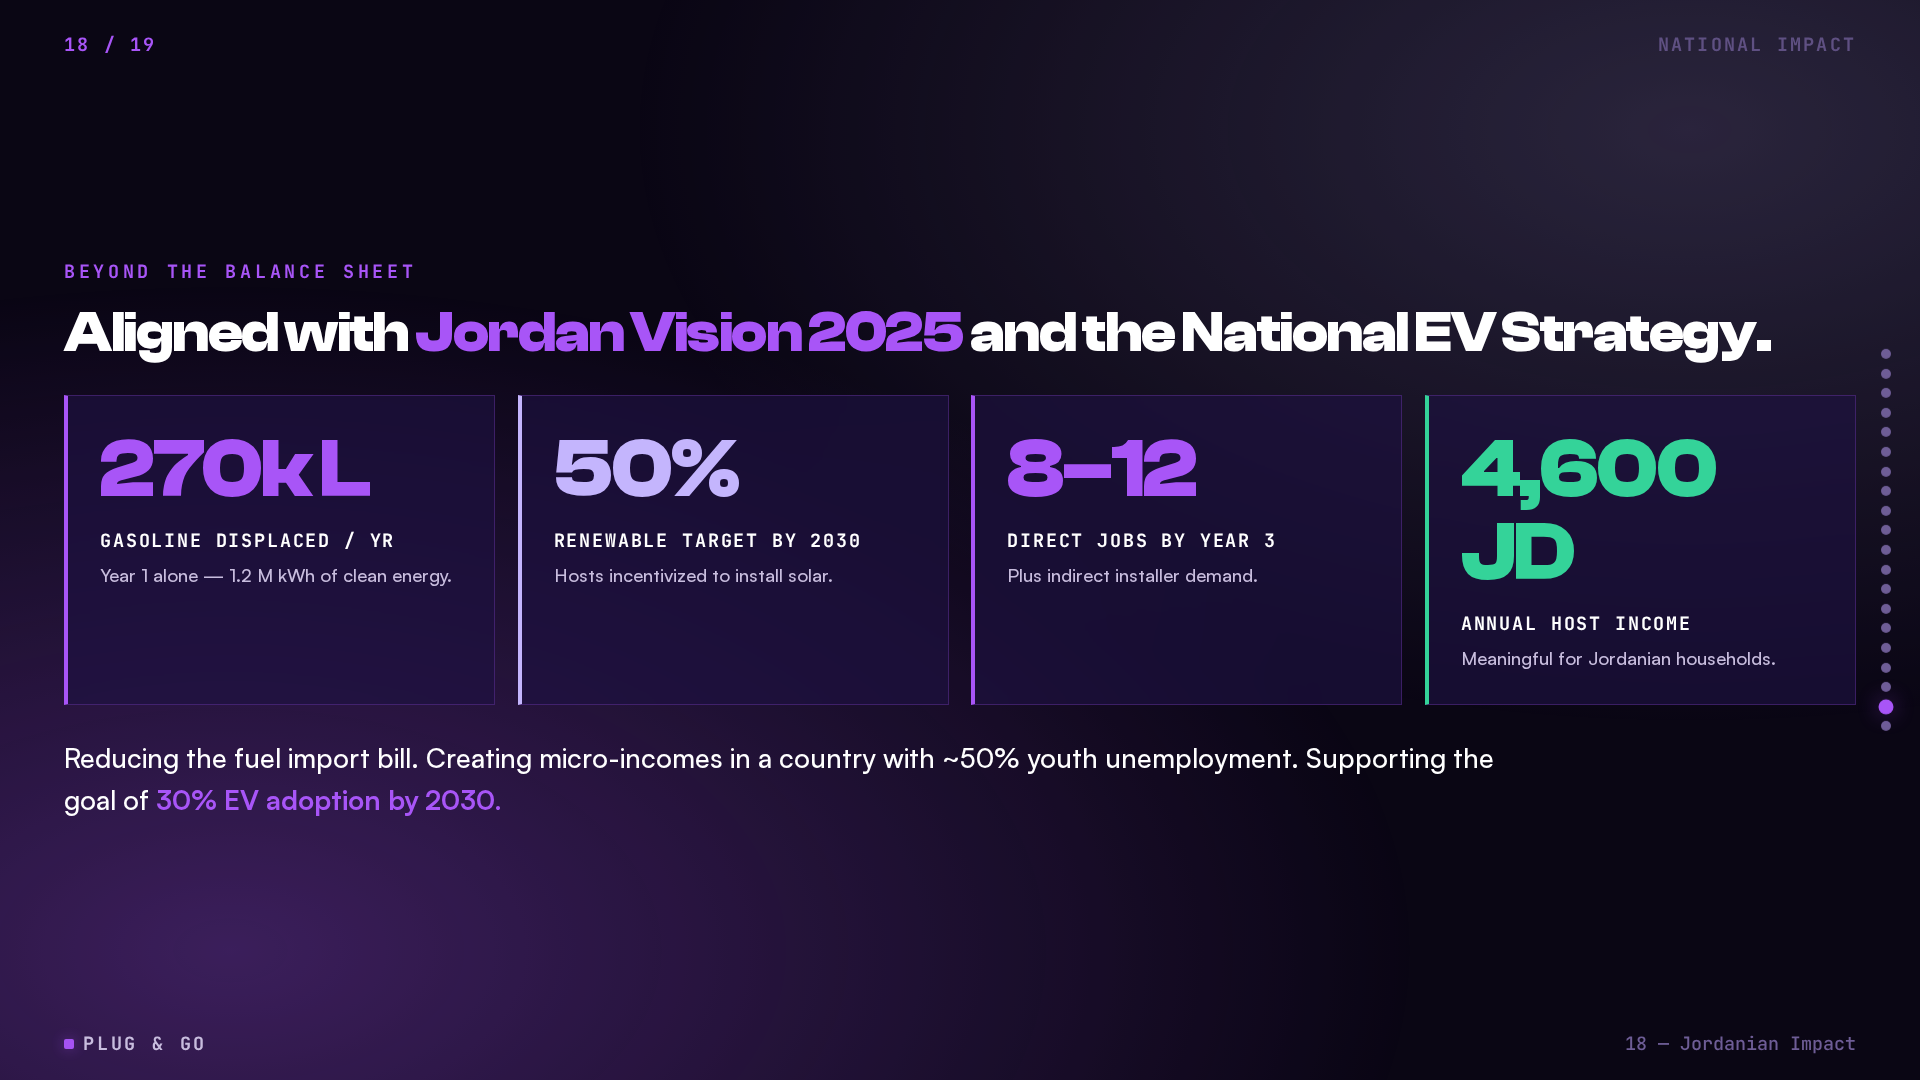 18 / 19
NATIONAL IMPACT
BEYOND THE BALANCE SHEET
Aligned with Jordan Vision 2025 and the National EV Strategy.
270k L
GASOLINE DISPLACED / YR
Year 1 alone — 1.2 M kWh of clean energy.
50%
RENEWABLE TARGET BY 2030
Hosts incentivized to install solar.
8–12
DIRECT JOBS BY YEAR 3
Plus indirect installer demand.
4,600
JD
ANNUAL HOST INCOME
Meaningful for Jordanian households.
Reducing the fuel import bill. Creating micro-incomes in a country with ~50% youth unemployment. Supporting the
goal of 30% EV adoption by 2030.
PLUG & GO
18 — Jordanian Impact